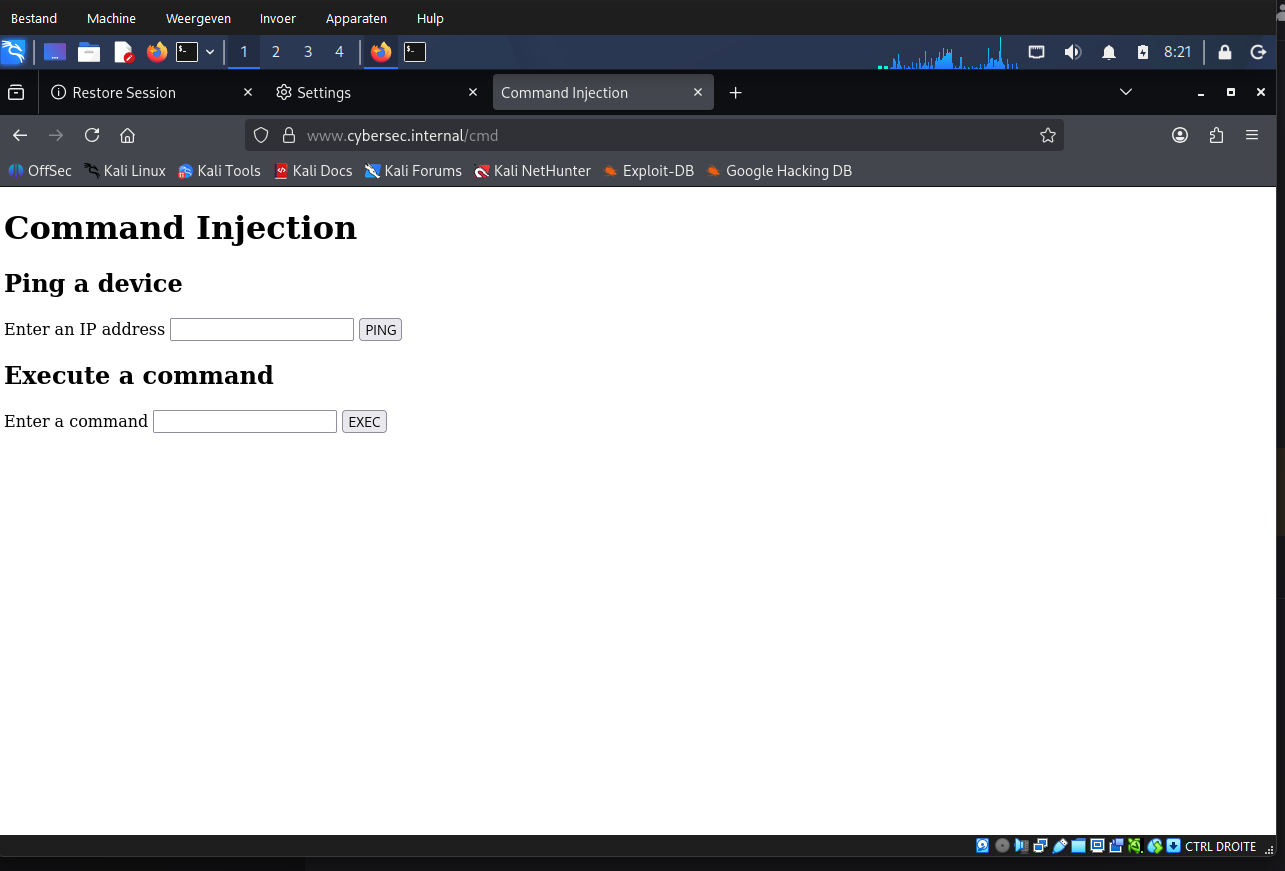 Bestand Machine Weergeven Invoer Apparaten Hulp
1 2 3 4 8:21
Restore Session Settings Command Injection
www.cybersec.internal/cmd
OffSec Kali Linux Kali Tools Kali Docs Kali Forums Kali NetHunter Exploit-DB Google Hacking DB
Command Injection
Ping a device
Enter an IP address PING
Execute a command
Enter a command EXEC
CTRL DROITE